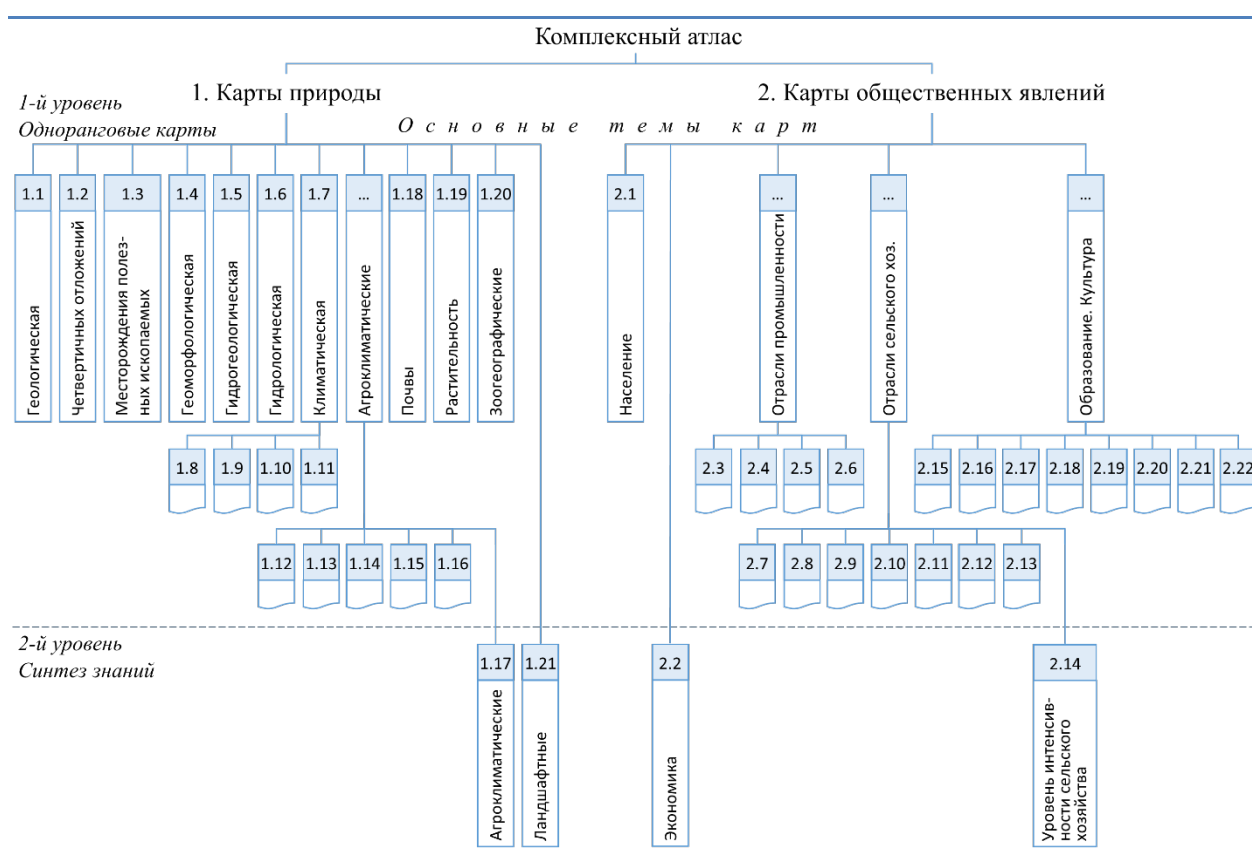 Комплексный атлас
1. Карты природы
2. Карты общественных явлений
1-й уровень
Одноранговые карты
Основные темы карт
1.1
1.2
1.3
1.4
1.5
1.6
1.7
...
1.18
1.19
1.20
2.1
...
...
...
Геологическая
Четвертичных отложений
Месторождения полез-
ных ископаемых
Геоморфологическая
Гидрогеологическая
Гидрологическая
Климатическая
Агроклиматические
Почвы
Растительность
Зоогеографические
Население
Отрасли промышленности
Отрасли сельского хоз.
Образование. Культура
1.8
1.9
1.10
1.11
2.3
2.4
2.5
2.6
2.15
2.16
2.17
2.18
2.19
2.20
2.21
2.22
1.12
1.13
1.14
1.15
1.16
2.7
2.8
2.9
2.10
2.11
2.12
2.13
2-й уровень
Синтез знаний
1.17
1.21
2.2
2.14
Агроклиматические
Ландшафтные
Экономика
Уровень интенсив-
ности сельского
хозяйства